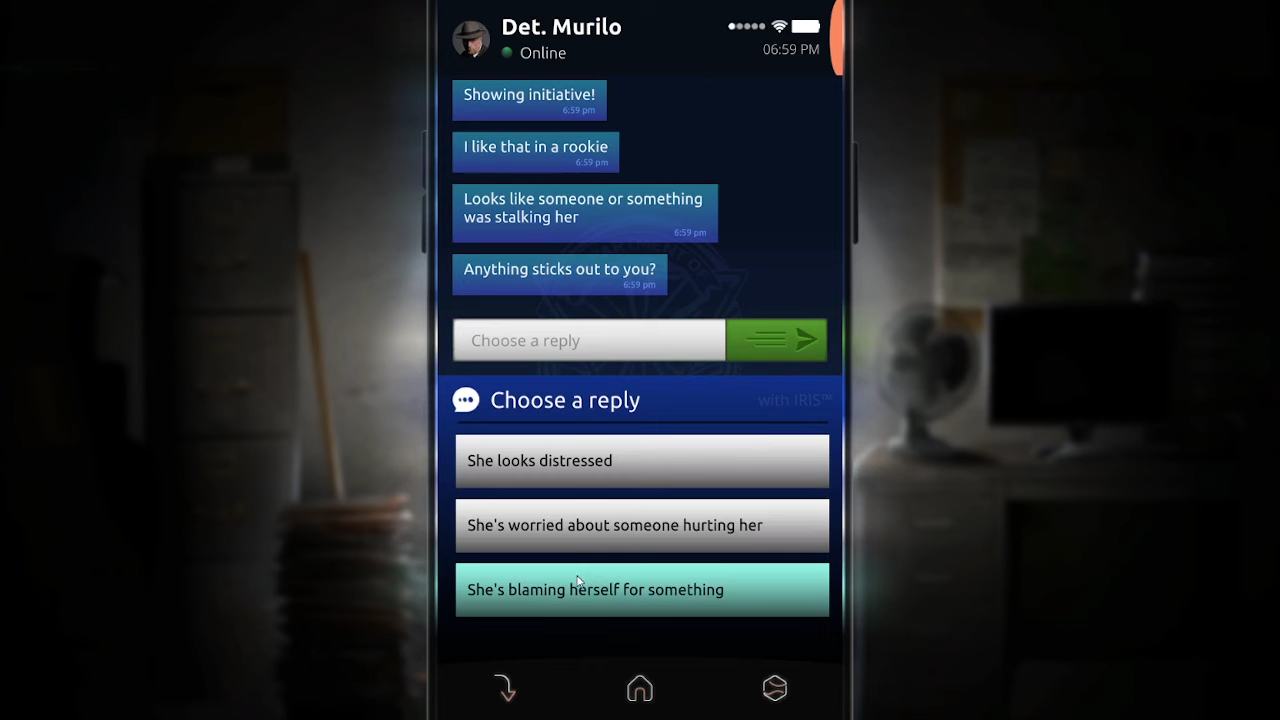 Det. Murilo
Online
06:59 PM
Showing initiative!
6:59 pm
I like that in a rookie
6:59 pm
Looks like someone or something
was stalking her
6:59 pm
Anything sticks out to you?
6:59 pm
Choose a reply
Choose a reply
with IRIS™
She looks distressed
She's worried about someone hurting her
She's blaming herself for something